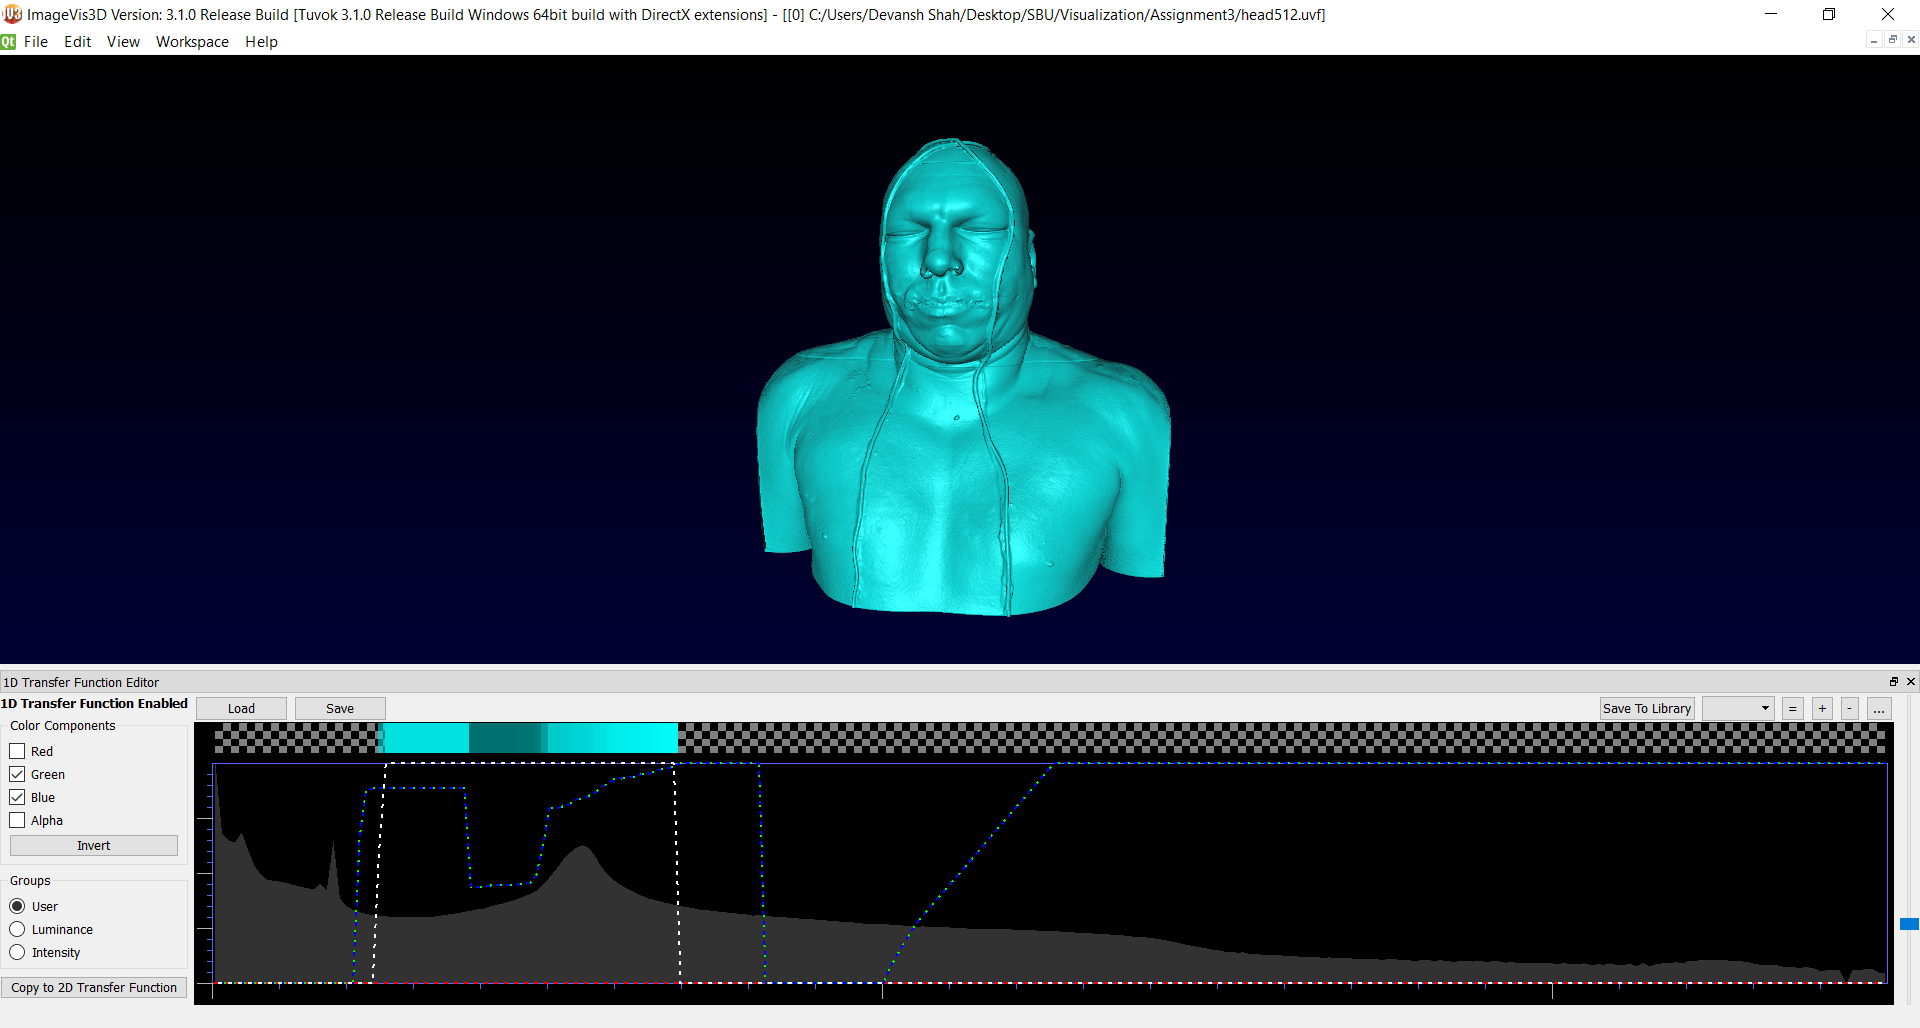 ImageVis3D Version: 3.1.0 Release Build [Tuvok 3.1.0 Release Build Windows 64bit build with DirectX extensions] - [[0] C:/Users/Devansh Shah/Desktop/SBU/Visualization/Assignment3/head512.uvf]
Qt File Edit View Workspace Help
1D Transfer Function Editor
1D Transfer Function Enabled
Load Save Save To Library = + - ...
Color Components
Red
Green
Blue
Alpha
Invert
Groups
User
Luminance
Intensity
Copy to 2D Transfer Function